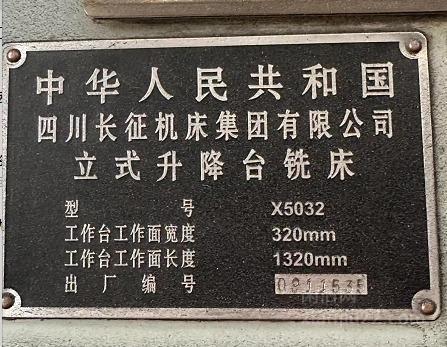 中华人民共和国
四川长征机床集团有限公司
立式升降台铣床
型 号 X5032
工作台工作面宽度 320mm
工作台工作面长度 1320mm
出厂编号